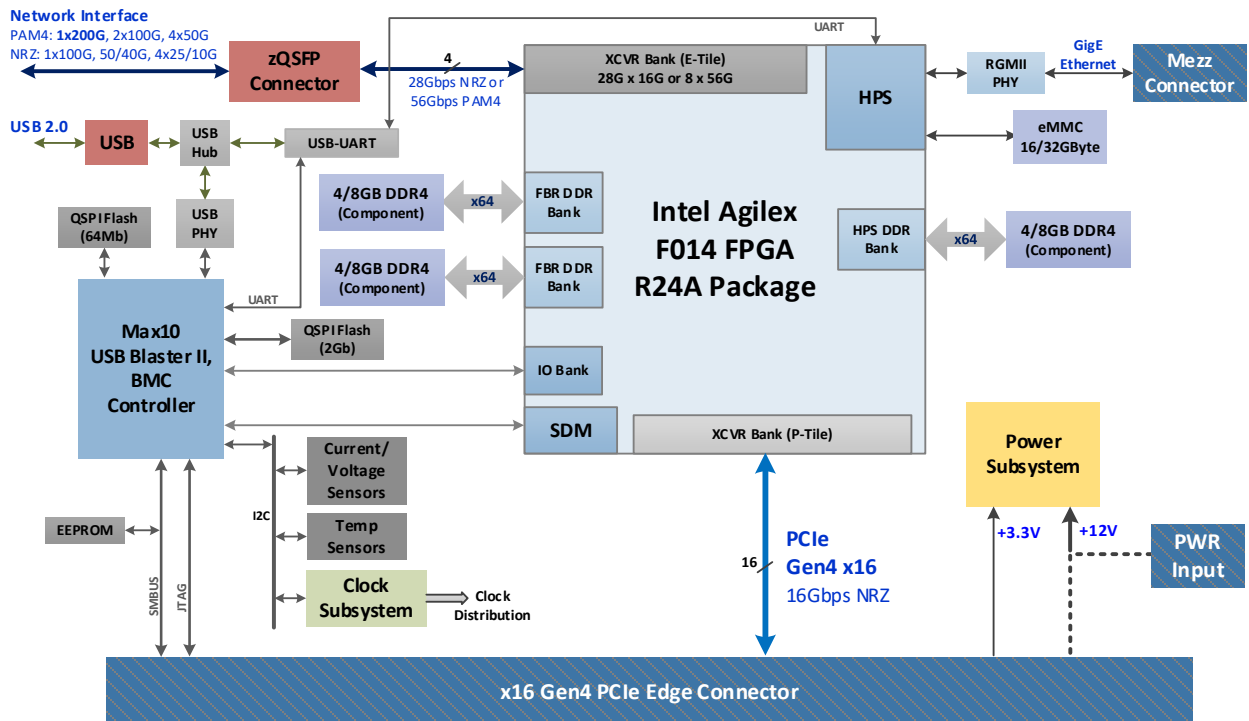 Network Interface
PAM4: 1x200G, 2x100G, 4x50G
NRZ: 1x100G, 50/40G, 4x25/10G
zQSFP
Connector
4
28Gbps NRZ or
56Gbps PAM4
UART
XCVR Bank (E-Tile)
28G x 16G or 8 x 56G
HPS
RGMII
PHY
GigE
Ethernet
Mezz
Connector
USB 2.0
USB
USB
Hub
USB-UART
eMMC
16/32GByte
QSPI Flash
(64Mb)
USB
PHY
4/8GB DDR4
(Component)
x64
FBR DDR
Bank
4/8GB DDR4
(Component)
x64
FBR DDR
Bank
Intel Agilex
F014 FPGA
R24A Package
HPS DDR
Bank
x64
4/8GB DDR4
(Component)
UART
Max10
USB Blaster II,
BMC
Controller
QSPI Flash
(2Gb)
IO Bank
SDM
XCVR Bank (P-Tile)
Power
Subsystem
Current/
Voltage
Sensors
I2C
Temp
Sensors
EEPROM
SMBUS
JTAG
Clock
Subsystem
Clock
Distribution
16
PCIe
Gen4 x16
16Gbps NRZ
+3.3V
+12V
PWR
Input
x16 Gen4 PCIe Edge Connector